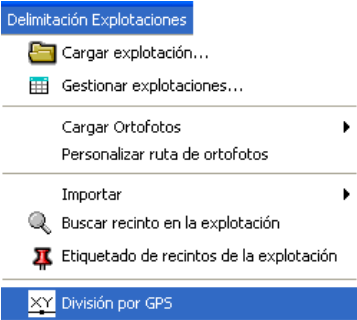 Delimitación Explotaciones
Cargar explotación...
Gestionar explotaciones...
Cargar Ortofotos
Personalizar ruta de ortofotos
Importar
Buscar recinto en la explotación
Etiquetado de recintos de la explotación
XY División por GPS